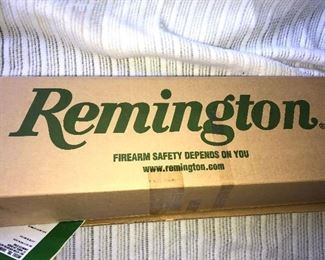 Remington®
FIREARM SAFETY DEPENDS ON YOU
www.remington.com